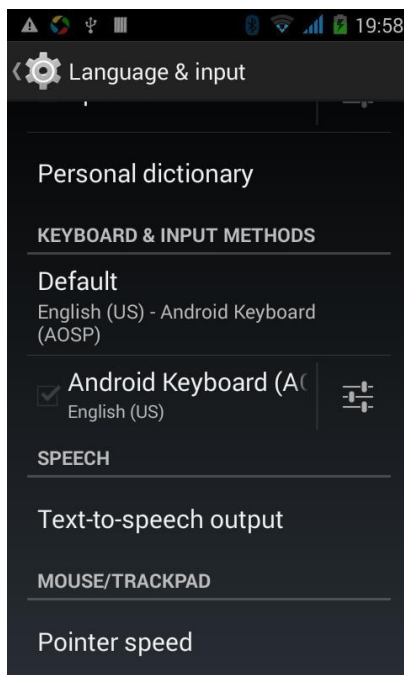 19:58
Language & input
Personal dictionary
KEYBOARD & INPUT METHODS
Default
English (US) - Android Keyboard
(AOSP)
Android Keyboard (A
English (US)
SPEECH
Text-to-speech output
MOUSE/TRACKPAD
Pointer speed